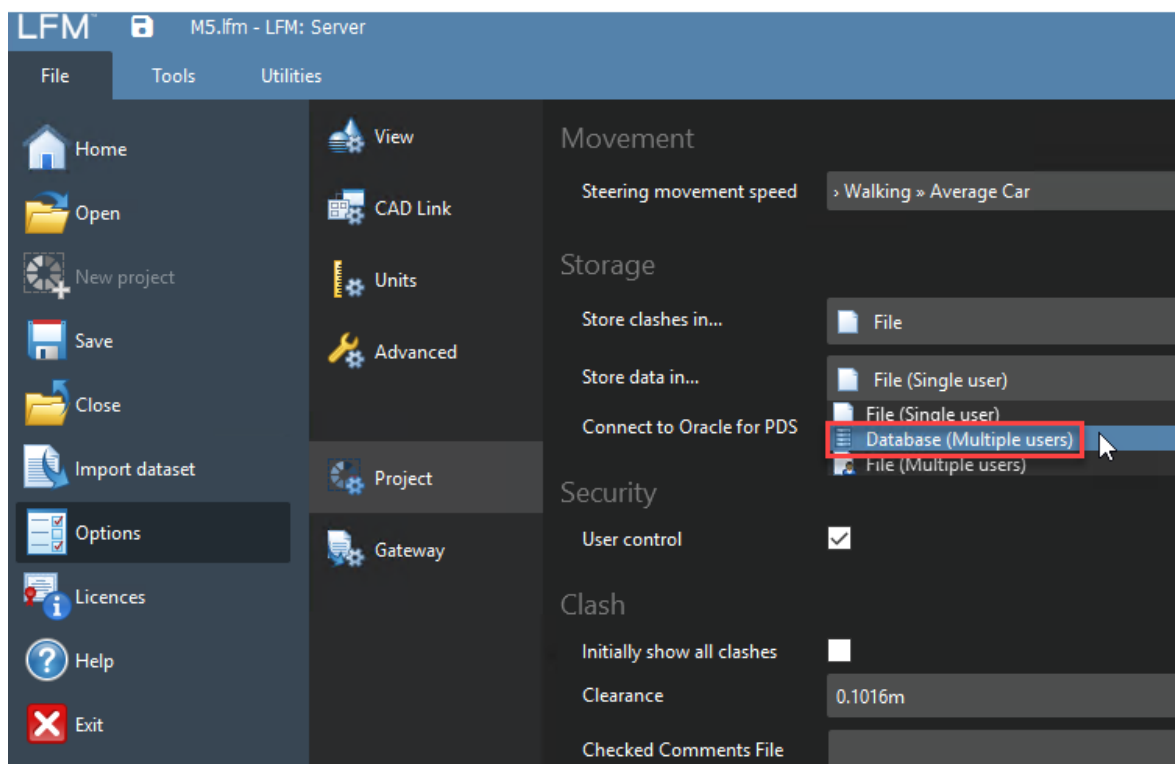 LFM™ M5.lfm - LFM: Server
File Tools Utilities
Home
Open
New project
Save
Close
Import dataset
Options
Licences
Help
Exit
View
CAD Link
Units
Advanced
Project
Gateway
Movement
Steering movement speed › Walking » Average Car
Storage
Store clashes in... File
Store data in... File (Single user)
File (Single user)
Connect to Oracle for PDS
Database (Multiple users)
File (Multiple users)
Security
User control
Clash
Initially show all clashes
Clearance 0.1016m
Checked Comments File